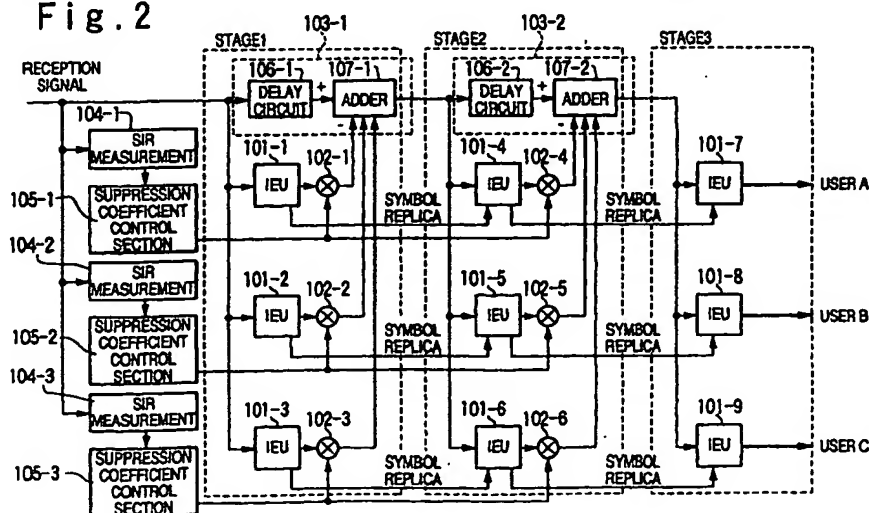 Fig.2
103-1
103-2
STAGE1
STAGE2
STAGE3
RECEPTION
SIGNAL
106-1
107-1
106-2
107-2
DELAY
CIRCUIT
+
ADDER
-
DELAY
CIRCUIT
+
ADDER
-
104-1
SIR
MEASUREMENT
101-1
102-1
101-4
102-4
101-7
IEU
IEU
IEU
USER A
105-1
SUPPRESSION
COEFFICIENT
CONTROL
SECTION
SYMBOL
REPLICA
SYMBOL
REPLICA
104-2
SIR
MEASUREMENT
101-2
102-2
101-5
102-5
101-8
IEU
IEU
IEU
USER B
105-2
SUPPRESSION
COEFFICIENT
CONTROL
SECTION
SYMBOL
REPLICA
SYMBOL
REPLICA
104-3
SIR
MEASUREMENT
101-3
102-3
101-6
102-6
101-9
IEU
IEU
IEU
USER C
105-3
SUPPRESSION
COEFFICIENT
CONTROL
SECTION
SYMBOL
REPLICA
SYMBOL
REPLICA